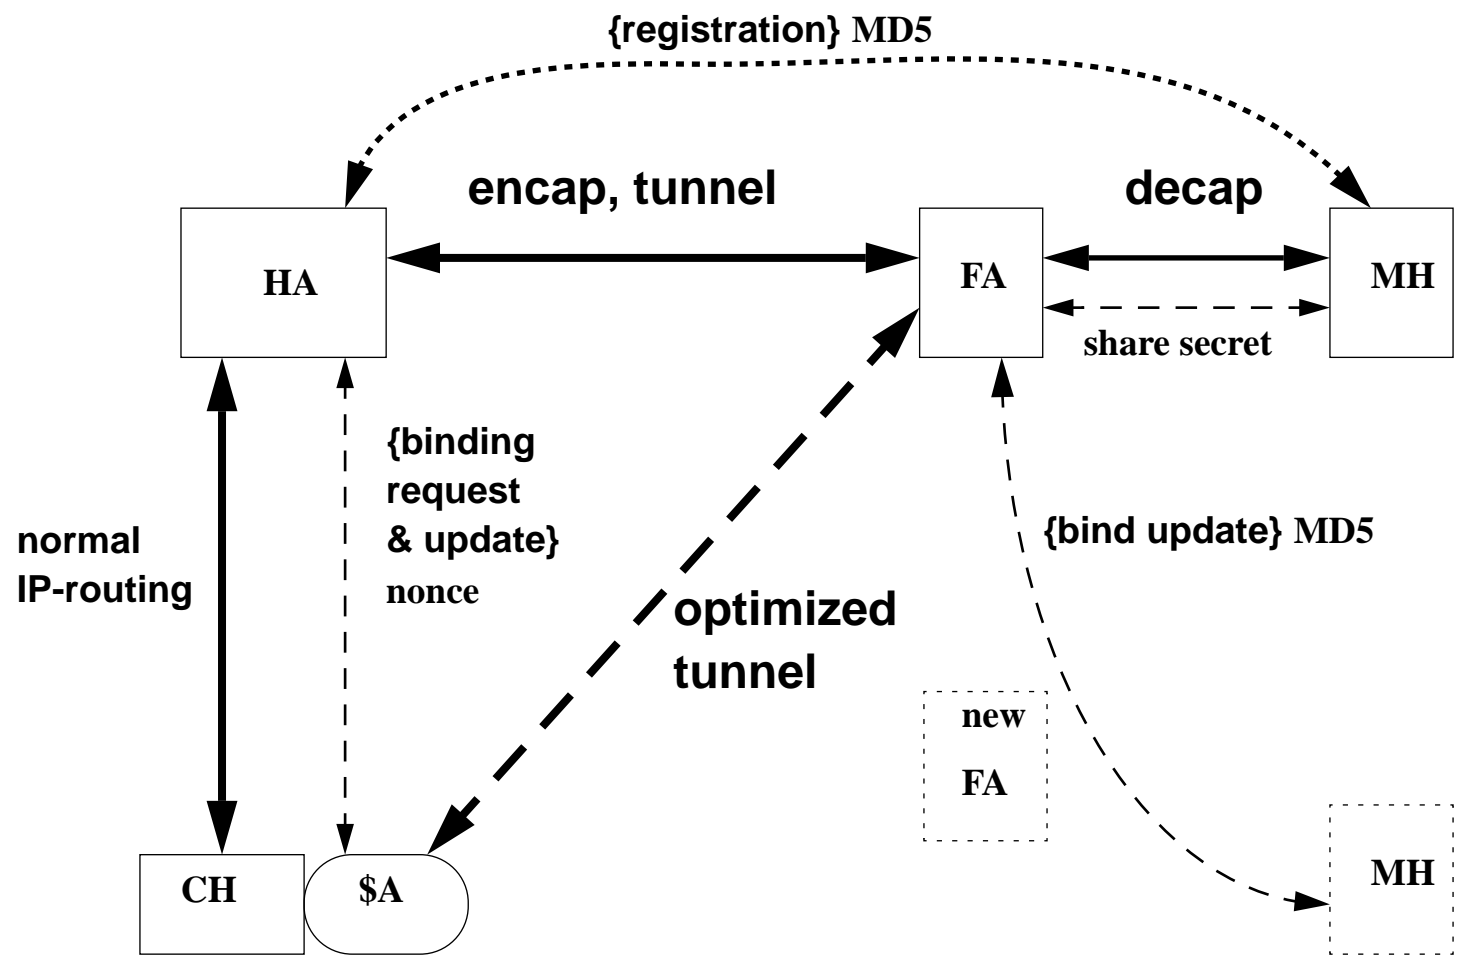 {registration} MD5
encap, tunnel
decap
HA
FA
MH
share secret
{binding
request
& update}
nonce
normal
IP-routing
{bind update} MD5
optimized
tunnel
new
FA
CH
$A
MH